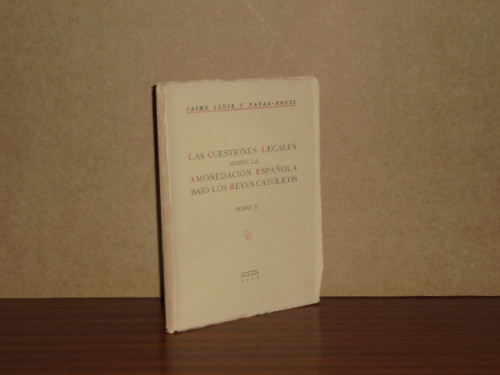 JAIME LLUIS Y NAVAS-BRUSI
LAS CUESTIONES LEGALES
SOBRE LA
AMONEDACIÓN ESPAÑOLA
BAJO LOS REYES CATÓLICOS
TOMO II